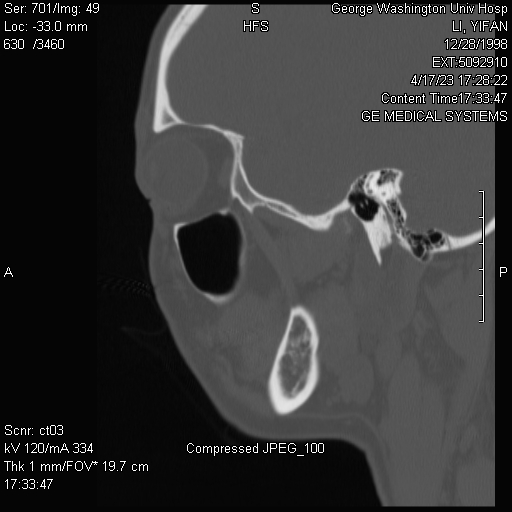 Ser: 701/Img: 49
Loc: -33.0 mm
630 /3460
S
HFS
George Washington Univ Hosp
LI, YIFAN
12/28/1998
EXT:5092910
4/17/23 17:28:22
Content Time17:33:47
GE MEDICAL SYSTEMS
A
P
Scnr: ct03
kV 120/mA 334
Thk 1 mm/FOV* 19.7 cm
17:33:47
Compressed JPEG_100